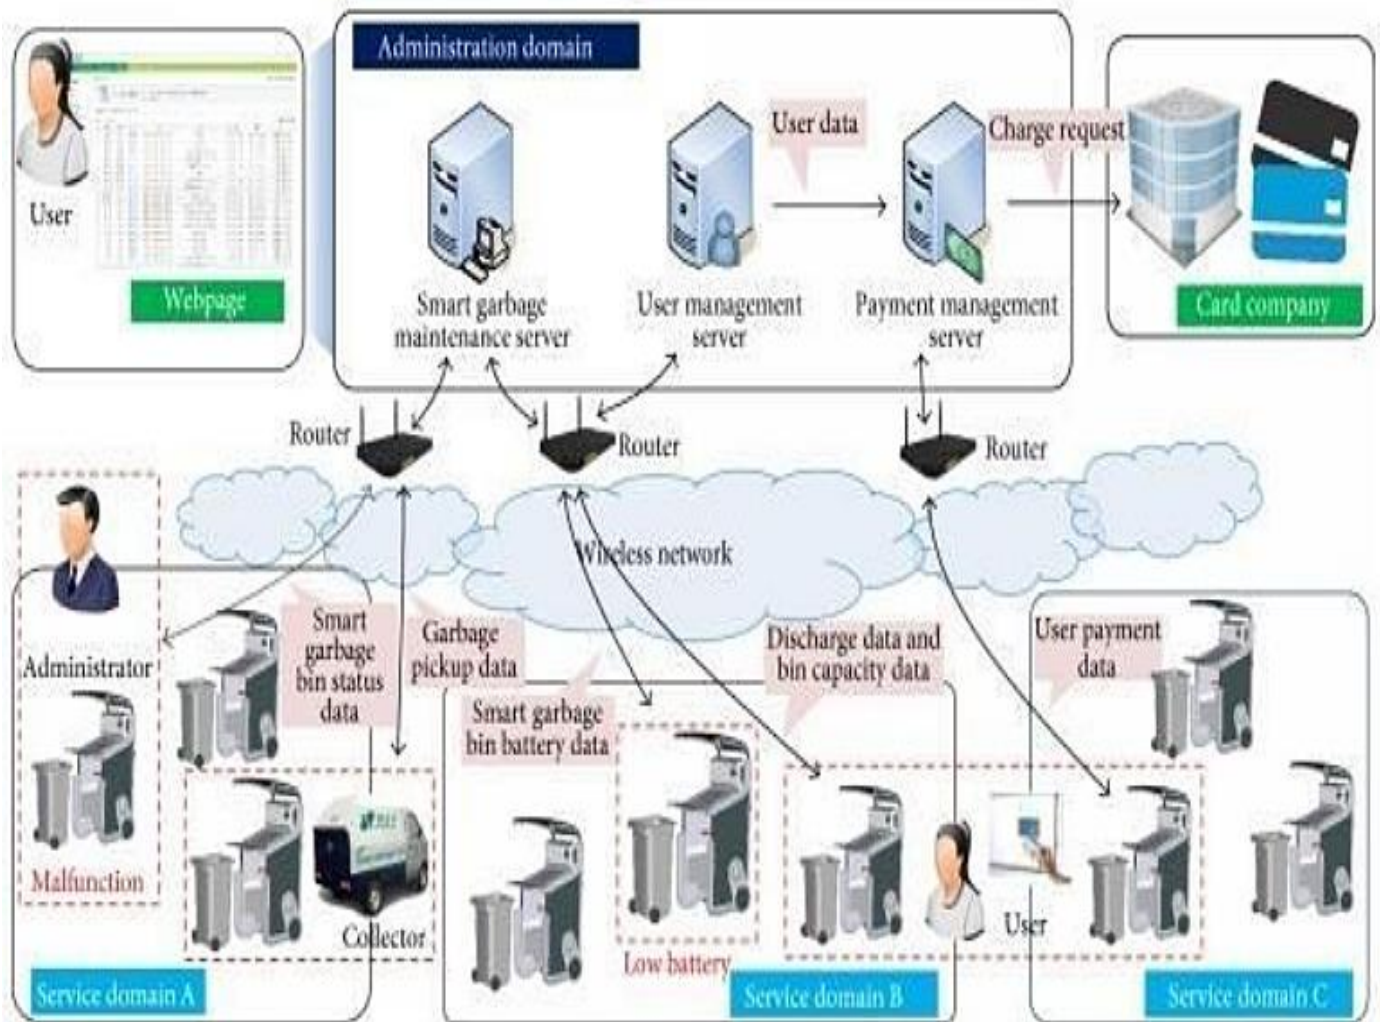 Administration domain
User
Webpage
User data
Charge request
Smart garbage
maintenance server
User management
server
Payment management
server
Card company
Router
Router
Router
Wireless network
Administrator
Smart
garbage
bin status
data
Garbage
pickup data
Smart garbage
bin battery data
Discharge data and
bin capacity data
User payment
data
Malfunction
Collector
Low battery
User
Service domain A
Service domain B
Service domain C